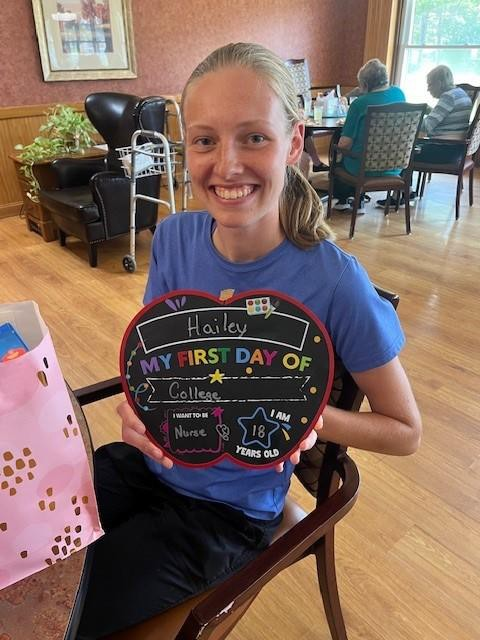 Hailey
MY FIRST DAY OF
College
I WANT TO BE
Nurse
I AM
18
YEARS OLD